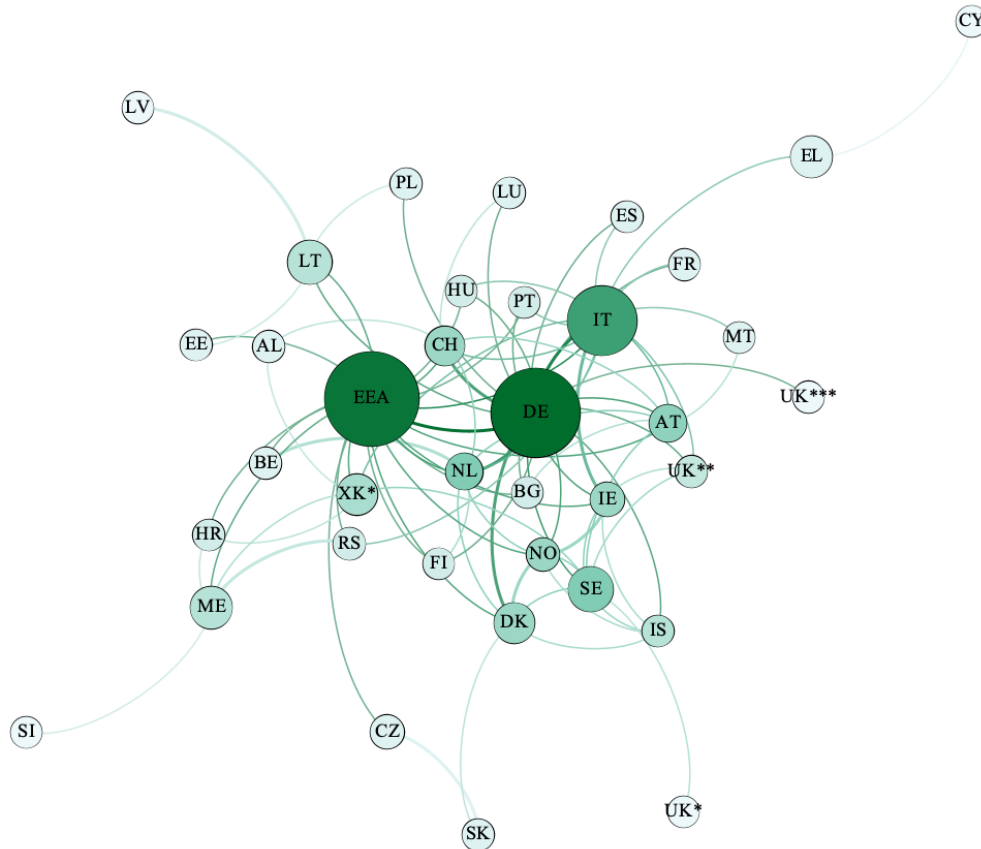 CY
LV
EL
PL
LU
ES
LT
FR
HU
PT
IT
EE
AL
CH
MT
EEA
DE
UK***
AT
BE
NL
UK**
XK*
BG
IE
HR
RS
NO
FI
SE
ME
DK
IS
SI
CZ
UK*
SK